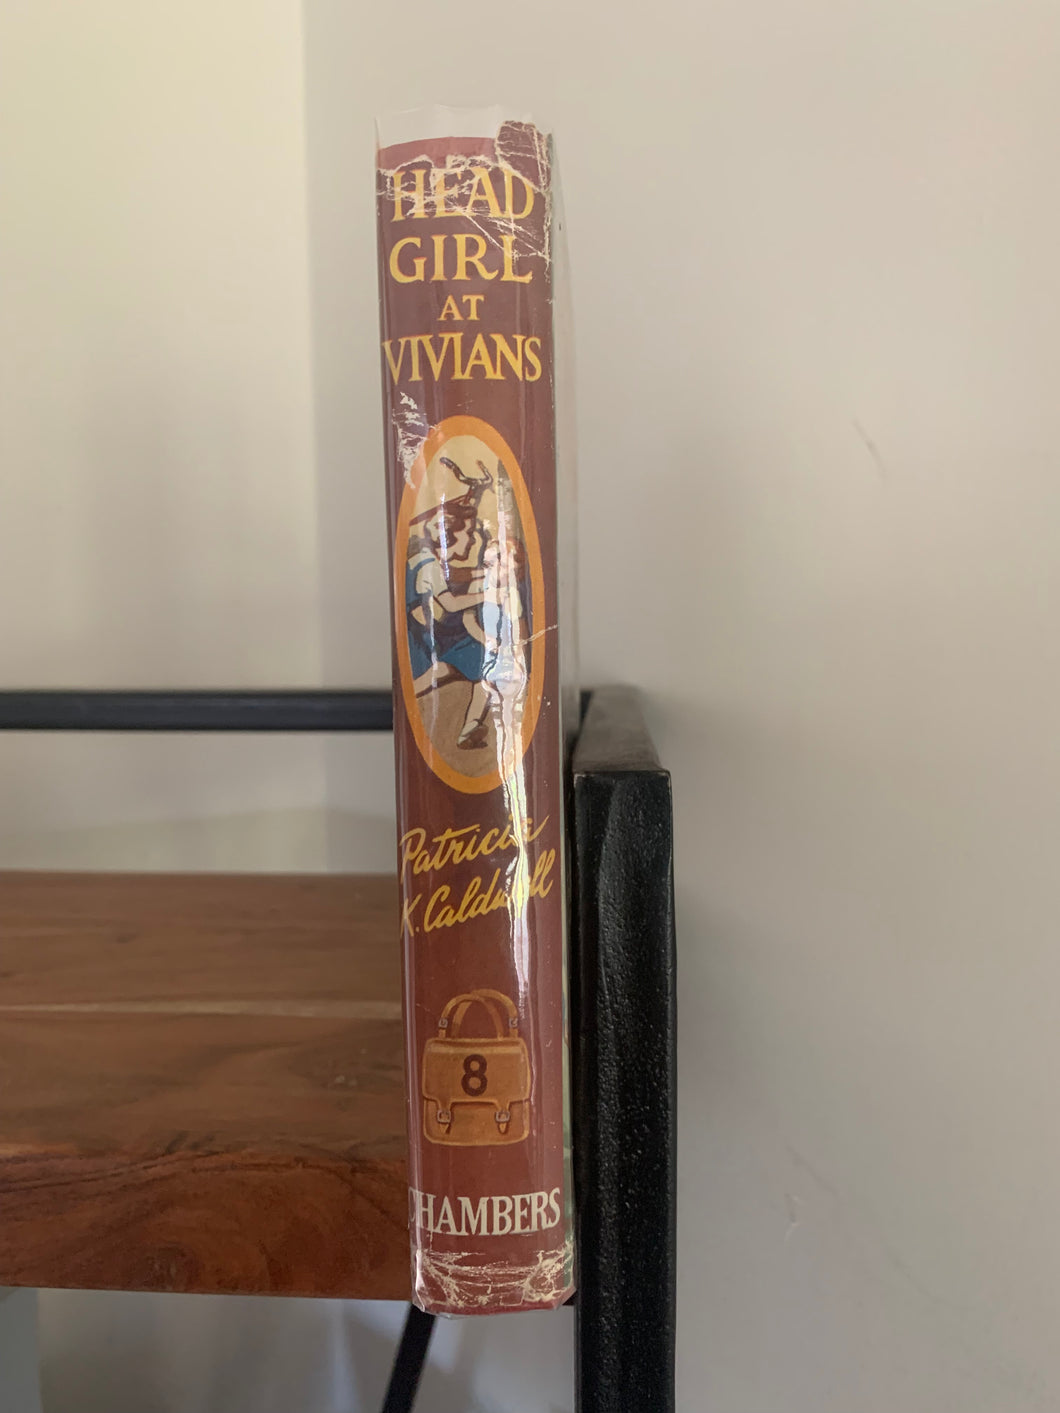 HEAD
GIRL
AT
VIVIANS
Patricia
K. Caldwell
8
CHAMBERS